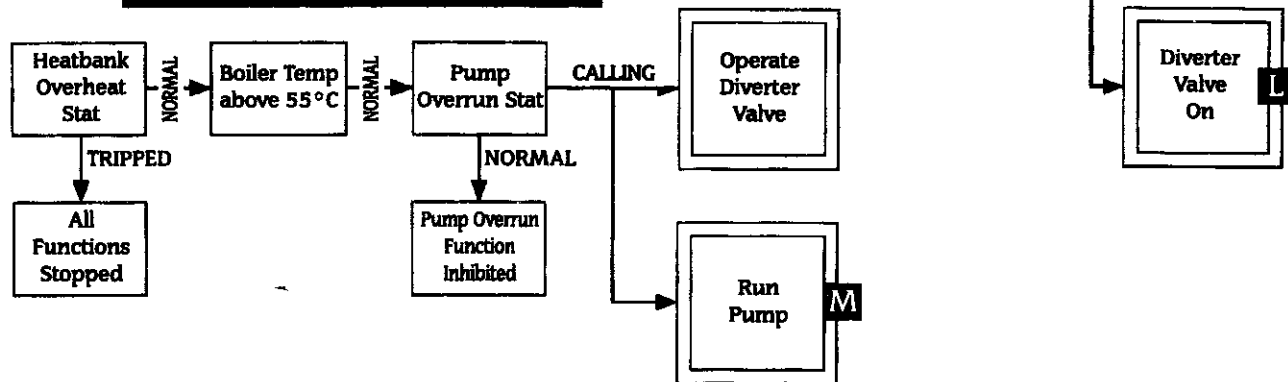 Heatbank
Overheat
Stat
NORMAL
Boiler Temp
above 55°C
NORMAL
Pump
Overrun Stat
CALLING
Operate
Diverter
Valve
Diverter
Valve
On
L
TRIPPED
NORMAL
All
Functions
Stopped
Pump Overrun
Function
Inhibited
Run
Pump
M